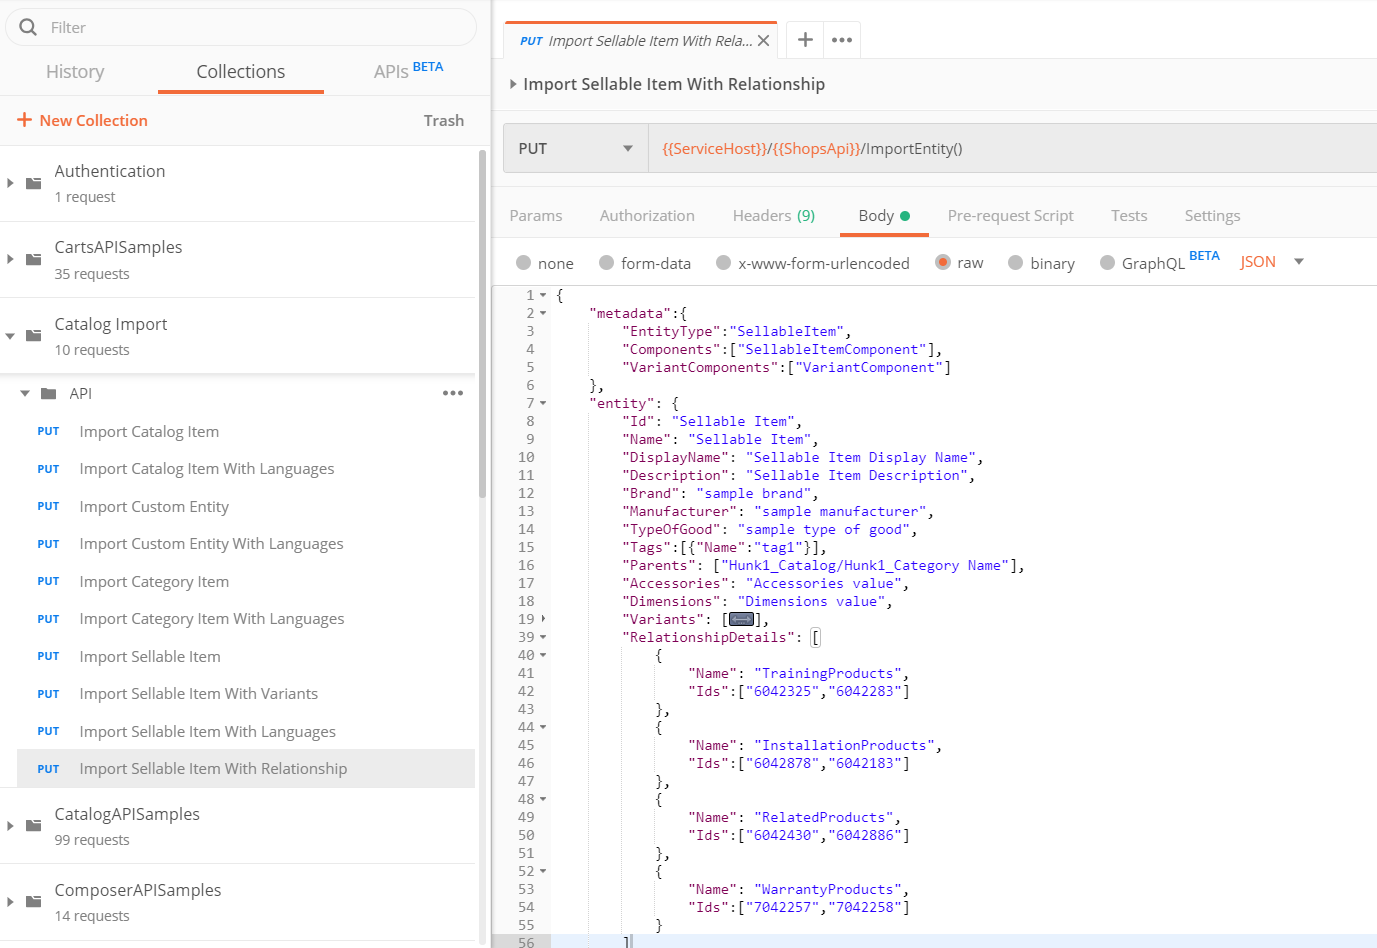 Filter
History
Collections
APIs BETA
+ New Collection
Trash
Authentication
1 request
CartsAPISamples
35 requests
Catalog Import
10 requests
API
PUT Import Catalog Item
PUT Import Catalog Item With Languages
PUT Import Custom Entity
PUT Import Custom Entity With Languages
PUT Import Category Item
PUT Import Category Item With Languages
PUT Import Sellable Item
PUT Import Sellable Item With Variants
PUT Import Sellable Item With Languages
PUT Import Sellable Item With Relationship
CatalogAPISamples
99 requests
ComposerAPISamples
14 requests
PUT Import Sellable Item With Rela...
Import Sellable Item With Relationship
PUT {{ServiceHost}}/{{ShopsApi}}/ImportEntity()
Params Authorization Headers (9) Body Pre-request Script Tests Settings
none form-data x-www-form-urlencoded raw binary GraphQL BETA JSON
1 {
2 "metadata":{
3 "EntityType":"SellableItem",
4 "Components":["SellableItemComponent"],
5 "VariantComponents":["VariantComponent"]
6 },
7 "entity": {
8 "Id": "Sellable Item",
9 "Name": "Sellable Item",
10 "DisplayName": "Sellable Item Display Name",
11 "Description": "Sellable Item Description",
12 "Brand": "sample brand",
13 "Manufacturer": "sample manufacturer",
14 "TypeOfGood": "sample type of good",
15 "Tags":[{"Name":"tag1"}],
16 "Parents": ["Hunk1_Catalog/Hunk1_Category Name"],
17 "Accessories": "Accessories value",
18 "Dimensions": "Dimensions value",
19 "Variants": [↔],
39 "RelationshipDetails": [
40 {
41 "Name": "TrainingProducts",
42 "Ids":["6042325","6042283"]
43 },
44 {
45 "Name": "InstallationProducts",
46 "Ids":["6042878","6042183"]
47 },
48 {
49 "Name": "RelatedProducts",
50 "Ids":["6042430","6042886"]
51 },
52 {
53 "Name": "WarrantyProducts",
54 "Ids":["7042257","7042258"]
55 }
56 ]